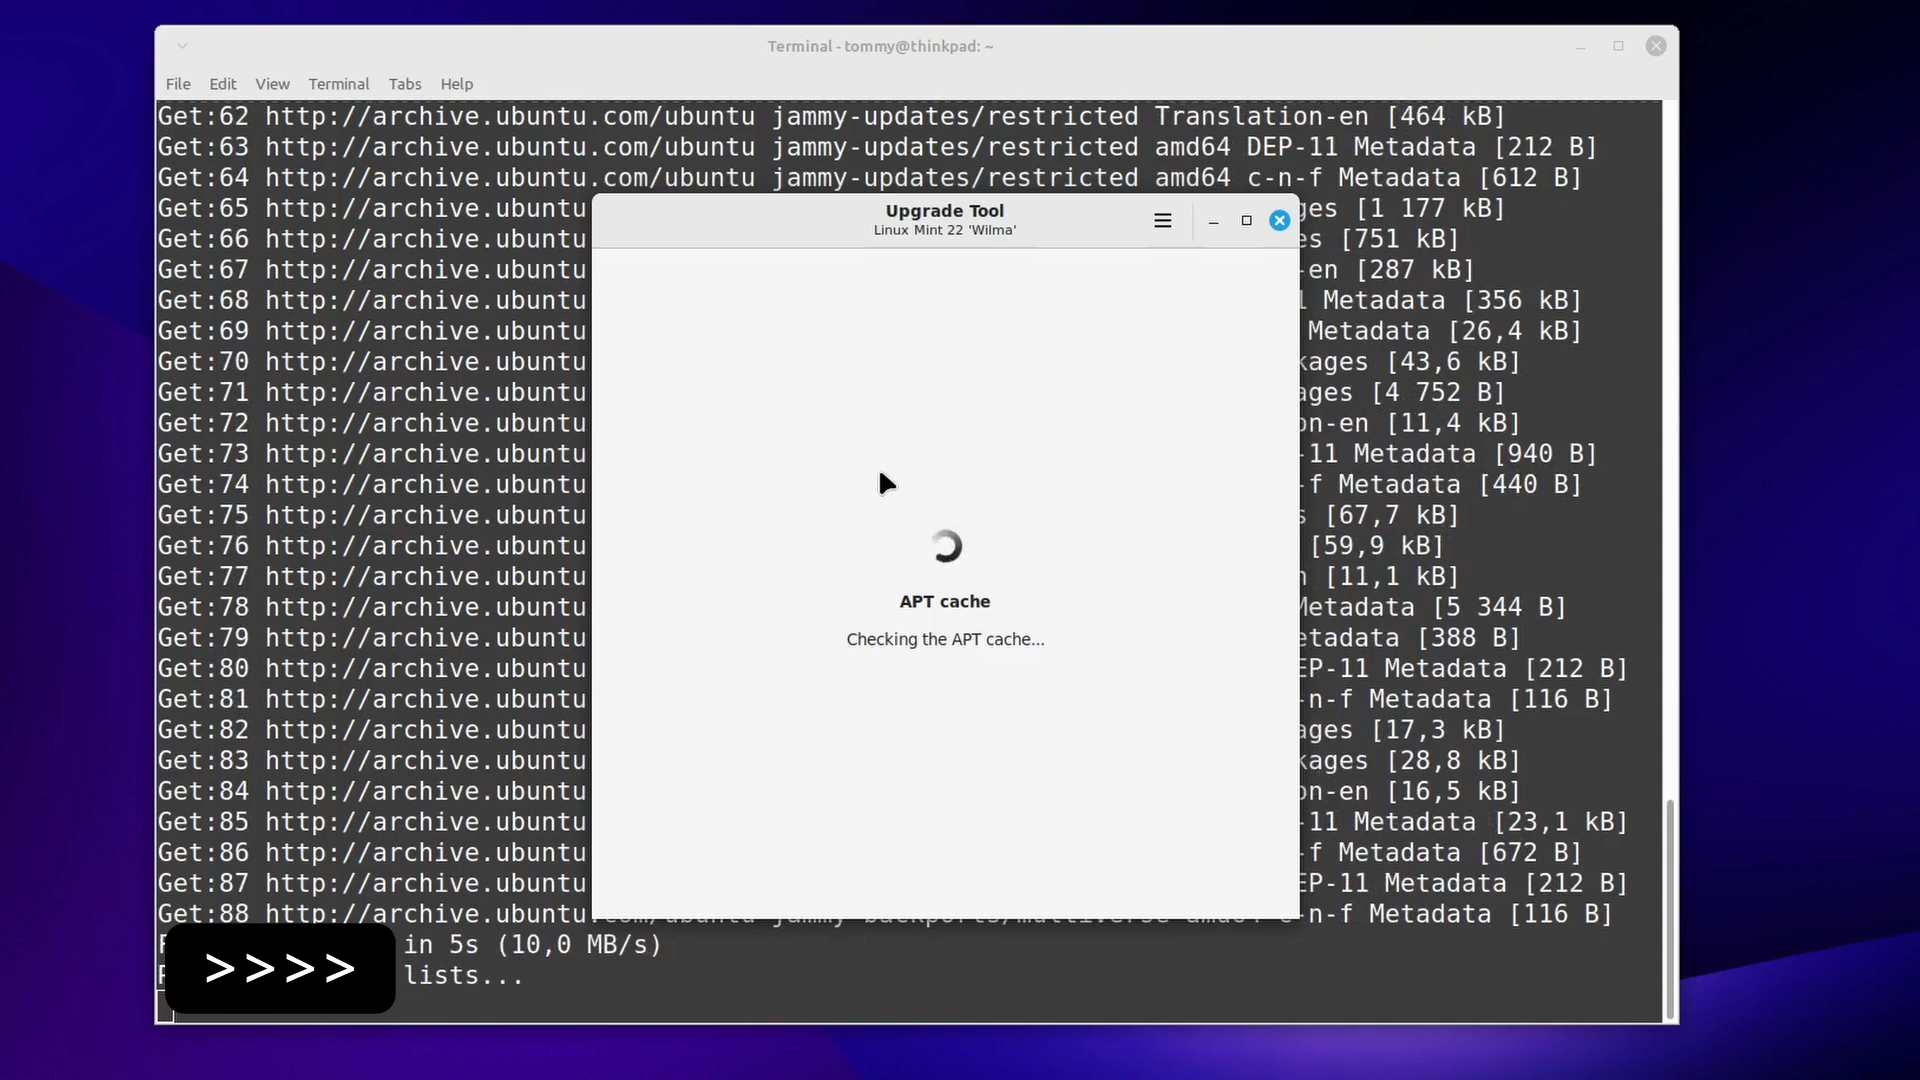 Terminal - tommy@thinkpad: ~
File Edit View Terminal Tabs Help
Get:62 http://archive.ubuntu.com/ubuntu jammy-updates/restricted Translation-en [464 kB]
Get:63 http://archive.ubuntu.com/ubuntu jammy-updates/restricted amd64 DEP-11 Metadata [212 B]
Get:64 http://archive.ubuntu.com/ubuntu jammy-updates/restricted amd64 c-n-f Metadata [612 B]
Get:65 http://archive.ubuntu ges [1 177 kB]
Get:66 http://archive.ubuntu es [751 kB]
Get:67 http://archive.ubuntu -en [287 kB]
Get:68 http://archive.ubuntu Metadata [356 kB]
Get:69 http://archive.ubuntu Metadata [26,4 kB]
Get:70 http://archive.ubuntu kages [43,6 kB]
Get:71 http://archive.ubuntu ages [4 752 B]
Get:72 http://archive.ubuntu on-en [11,4 kB]
Get:73 http://archive.ubuntu -11 Metadata [940 B]
Get:74 http://archive.ubuntu -f Metadata [440 B]
Get:75 http://archive.ubuntu s [67,7 kB]
Get:76 http://archive.ubuntu [59,9 kB]
Get:77 http://archive.ubuntu n [11,1 kB]
Get:78 http://archive.ubuntu Metadata [5 344 B]
Get:79 http://archive.ubuntu etadata [388 B]
Get:80 http://archive.ubuntu EP-11 Metadata [212 B]
Get:81 http://archive.ubuntu -n-f Metadata [116 B]
Get:82 http://archive.ubuntu ages [17,3 kB]
Get:83 http://archive.ubuntu kages [28,8 kB]
Get:84 http://archive.ubuntu on-en [16,5 kB]
Get:85 http://archive.ubuntu -11 Metadata [23,1 kB]
Get:86 http://archive.ubuntu -f Metadata [672 B]
Get:87 http://archive.ubuntu EP-11 Metadata [212 B]
Get:88 http://archive.ubuntu -n-f Metadata [116 B]
in 5s (10,0 MB/s)
lists...
>>>>
Upgrade Tool
Linux Mint 22 'Wilma'
APT cache
Checking the APT cache...